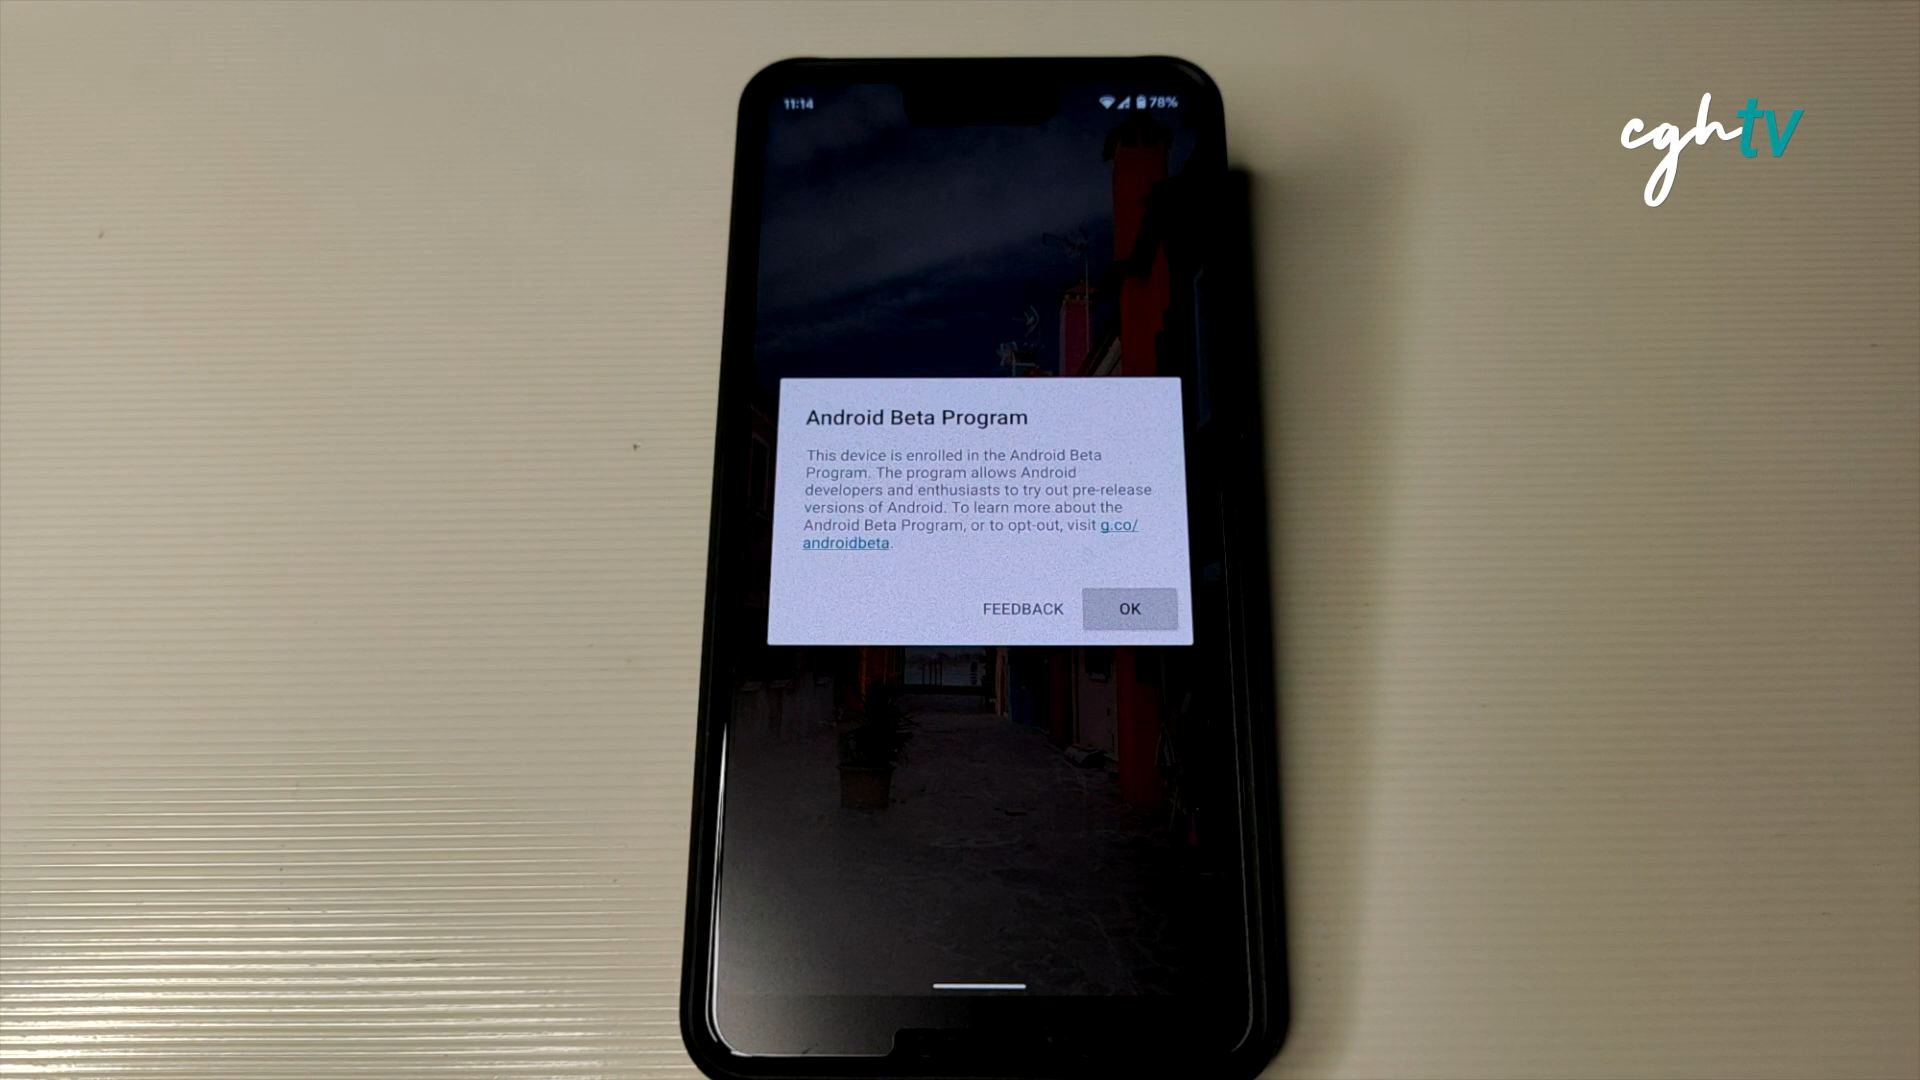 cghtv
11:14
78%
Android Beta Program
This device is enrolled in the Android Beta
Program. The program allows Android
developers and enthusiasts to try out pre-release
versions of Android. To learn more about the
Android Beta Program, or to opt-out, visit g.co/
androidbeta.
FEEDBACK
OK